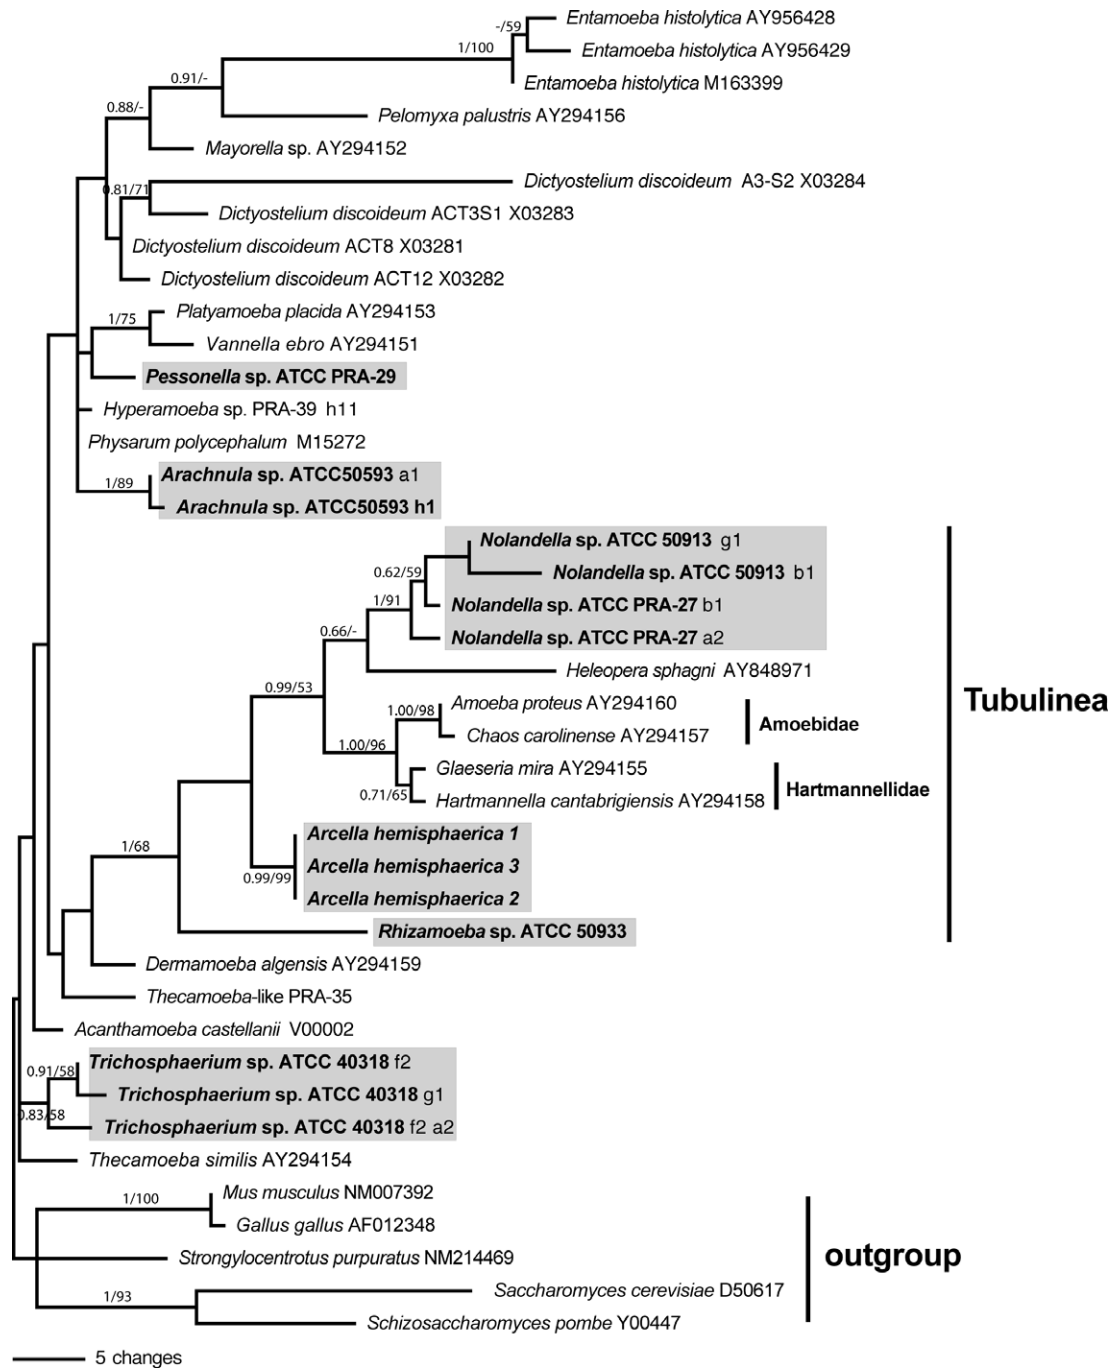 Entamoeba histolytica AY956428
-/59
Entamoeba histolytica AY956429
1/100
Entamoeba histolytica M163399
0.91/-
Pelomyxa palustris AY294156
0.88/-
Mayorella sp. AY294152
Dictyostelium discoideum A3-S2 X03284
0.81/71
Dictyostelium discoideum ACT3S1 X03283
Dictyostelium discoideum ACT8 X03281
Dictyostelium discoideum ACT12 X03282
Platyamoeba placida AY294153
1/75
Vannella ebro AY294151
Pessonella sp. ATCC PRA-29
Hyperamoeba sp. PRA-39 h11
Physarum polycephalum M15272
Arachnula sp. ATCC50593 a1
1/89
Arachnula sp. ATCC50593 h1
Nolandella sp. ATCC 50913 g1
Nolandella sp. ATCC 50913 b1
0.62/59
Nolandella sp. ATCC PRA-27 b1
1/91
Nolandella sp. ATCC PRA-27 a2
0.66/-
Heleopera sphagni AY848971
0.99/53
Tubulinea
Amoeba proteus AY294160
1.00/98
Amoebidae
Chaos carolinense AY294157
1.00/96
Glaeseria mira AY294155
Hartmannellidae
0.71/65
Hartmannella cantabrigiensis AY294158
Arcella hemisphaerica 1
Arcella hemisphaerica 3
1/68
0.99/99
Arcella hemisphaerica 2
Rhizamoeba sp. ATCC 50933
Dermamoeba algensis AY294159
Thecamoeba-like PRA-35
Acanthamoeba castellanii V00002
Trichosphaerium sp. ATCC 40318 f2
0.91/58
Trichosphaerium sp. ATCC 40318 g1
0.83/58
Trichosphaerium sp. ATCC 40318 f2 a2
Thecamoeba similis AY294154
Mus musculus NM007392
1/100
Gallus gallus AF012348
outgroup
Strongylocentrotus purpuratus NM214469
Saccharomyces cerevisiae D50617
1/93
Schizosaccharomyces pombe Y00447
5 changes